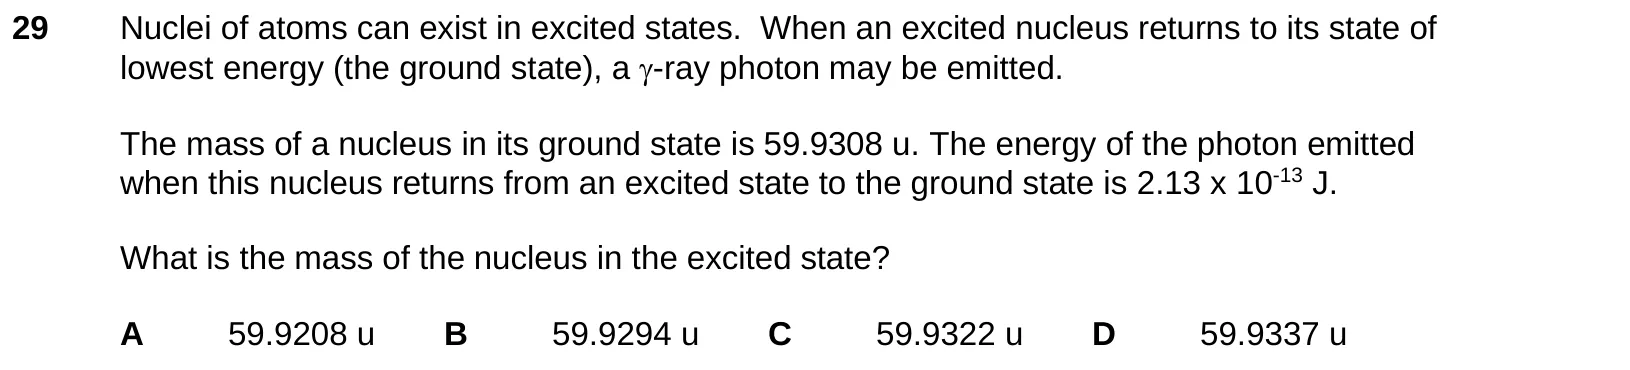 29 Nuclei of atoms can exist in excited states. When an excited nucleus returns to its state of
lowest energy (the ground state), a γ-ray photon may be emitted.
The mass of a nucleus in its ground state is 59.9308 u. The energy of the photon emitted
when this nucleus returns from an excited state to the ground state is 2.13 x 10⁻¹³ J.
What is the mass of the nucleus in the excited state?
A 59.9208 u B 59.9294 u C 59.9322 u D 59.9337 u